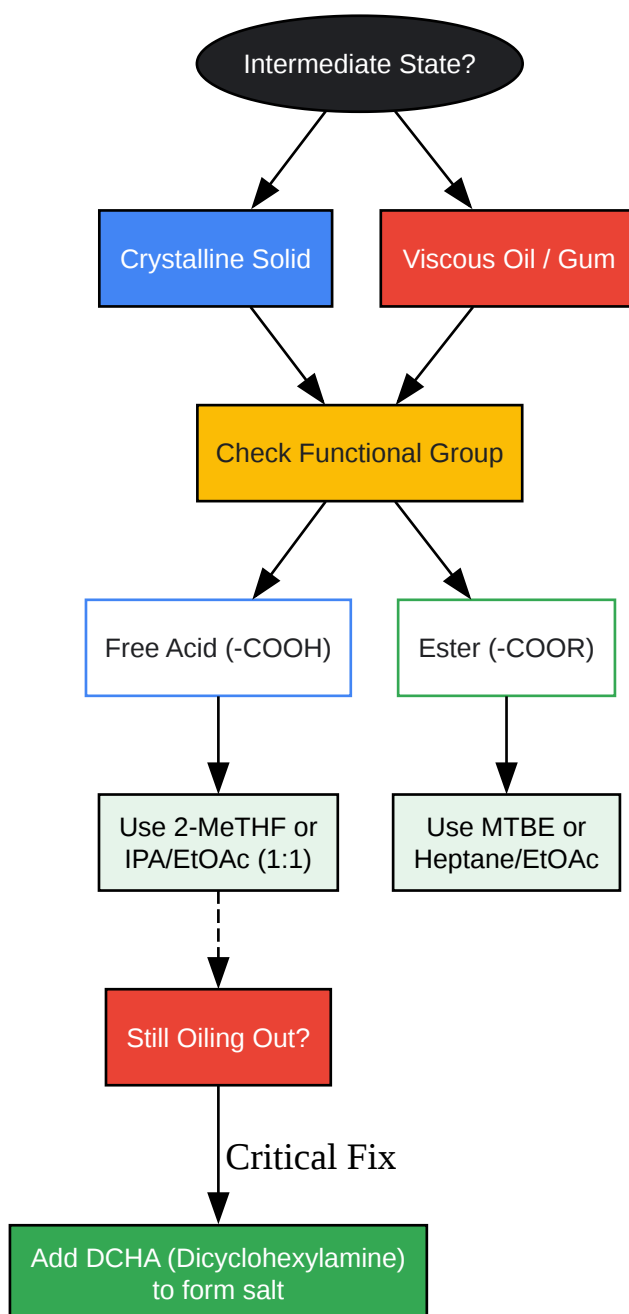 Intermediate State?
Crystalline Solid
Viscous Oil / Gum
Check Functional Group
Free Acid (-COOH)
Ester (-COOR)
Use 2-MeTHF or
IPA/EtOAc (1:1)
Use MTBE or
Heptane/EtOAc
Still Oiling Out?
Critical Fix
Add DCHA (Dicyclohexylamine)
to form salt